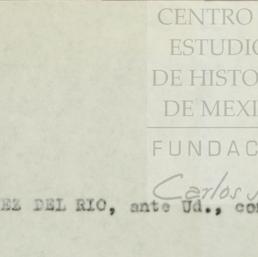 CENTRO
ESTUDIO
DE HISTO
DE MEXI
FUNDAC
Carlos
EZ DEL RIO, ante Ud., co